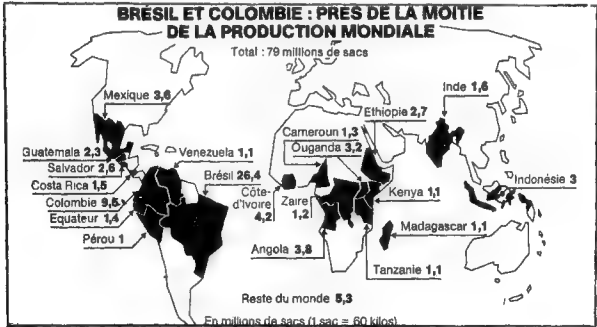 BRÉSIL ET COLOMBIE : PRÈS DE LA MOITIÉ
DE LA PRODUCTION MONDIALE
Total : 79 millions de sacs
Mexique 3,6
Inde 1,6
Ethiopie 2,7
Cameroun 1,3
Ouganda 3,2
Guatemala 2,3
Salvador 2,6
Costa Rica 1,5
Colombie 9,5
Equateur 1,4
Pérou 1
Venezuela 1,1
Brésil 26,4
Côte-
d'Ivoire
4,2
Zaïre
1,2
Kenya 1,1
Indonésie 3
Angola 3,8
Madagascar 1,1
Tanzanie 1,1
Reste du monde 5,3
En millions de sacs (1 sac = 60 kilos)